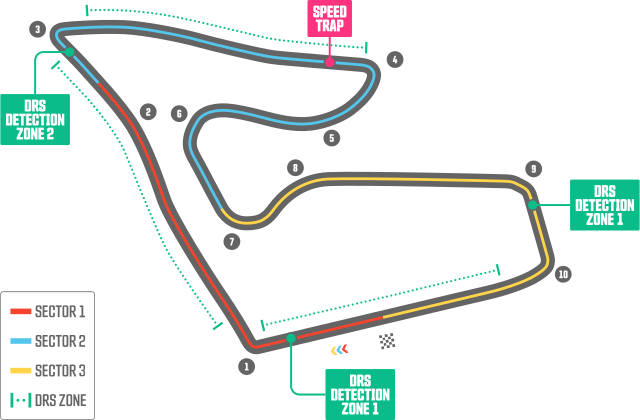 SPEED
TRAP
3
4
DRS
DETECTION
ZONE 2
2
6
5
8
9
DRS
DETECTION
ZONE 1
7
10
SECTOR 1
SECTOR 2
SECTOR 3
DRS ZONE
1
DRS
DETECTION
ZONE 1